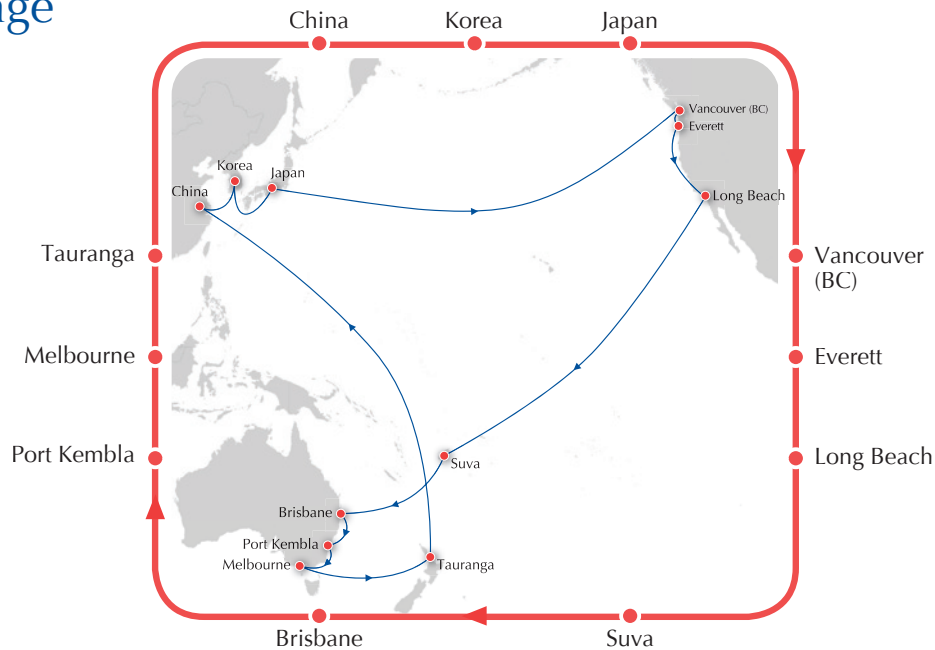 China
Korea
Japan
Vancouver (BC)
Everett
Korea
Japan
China
Long Beach
Tauranga
Vancouver
(BC)
Melbourne
Everett
Port Kembla
Long Beach
Suva
Brisbane
Port Kembla
Melbourne
Tauranga
Brisbane
Suva